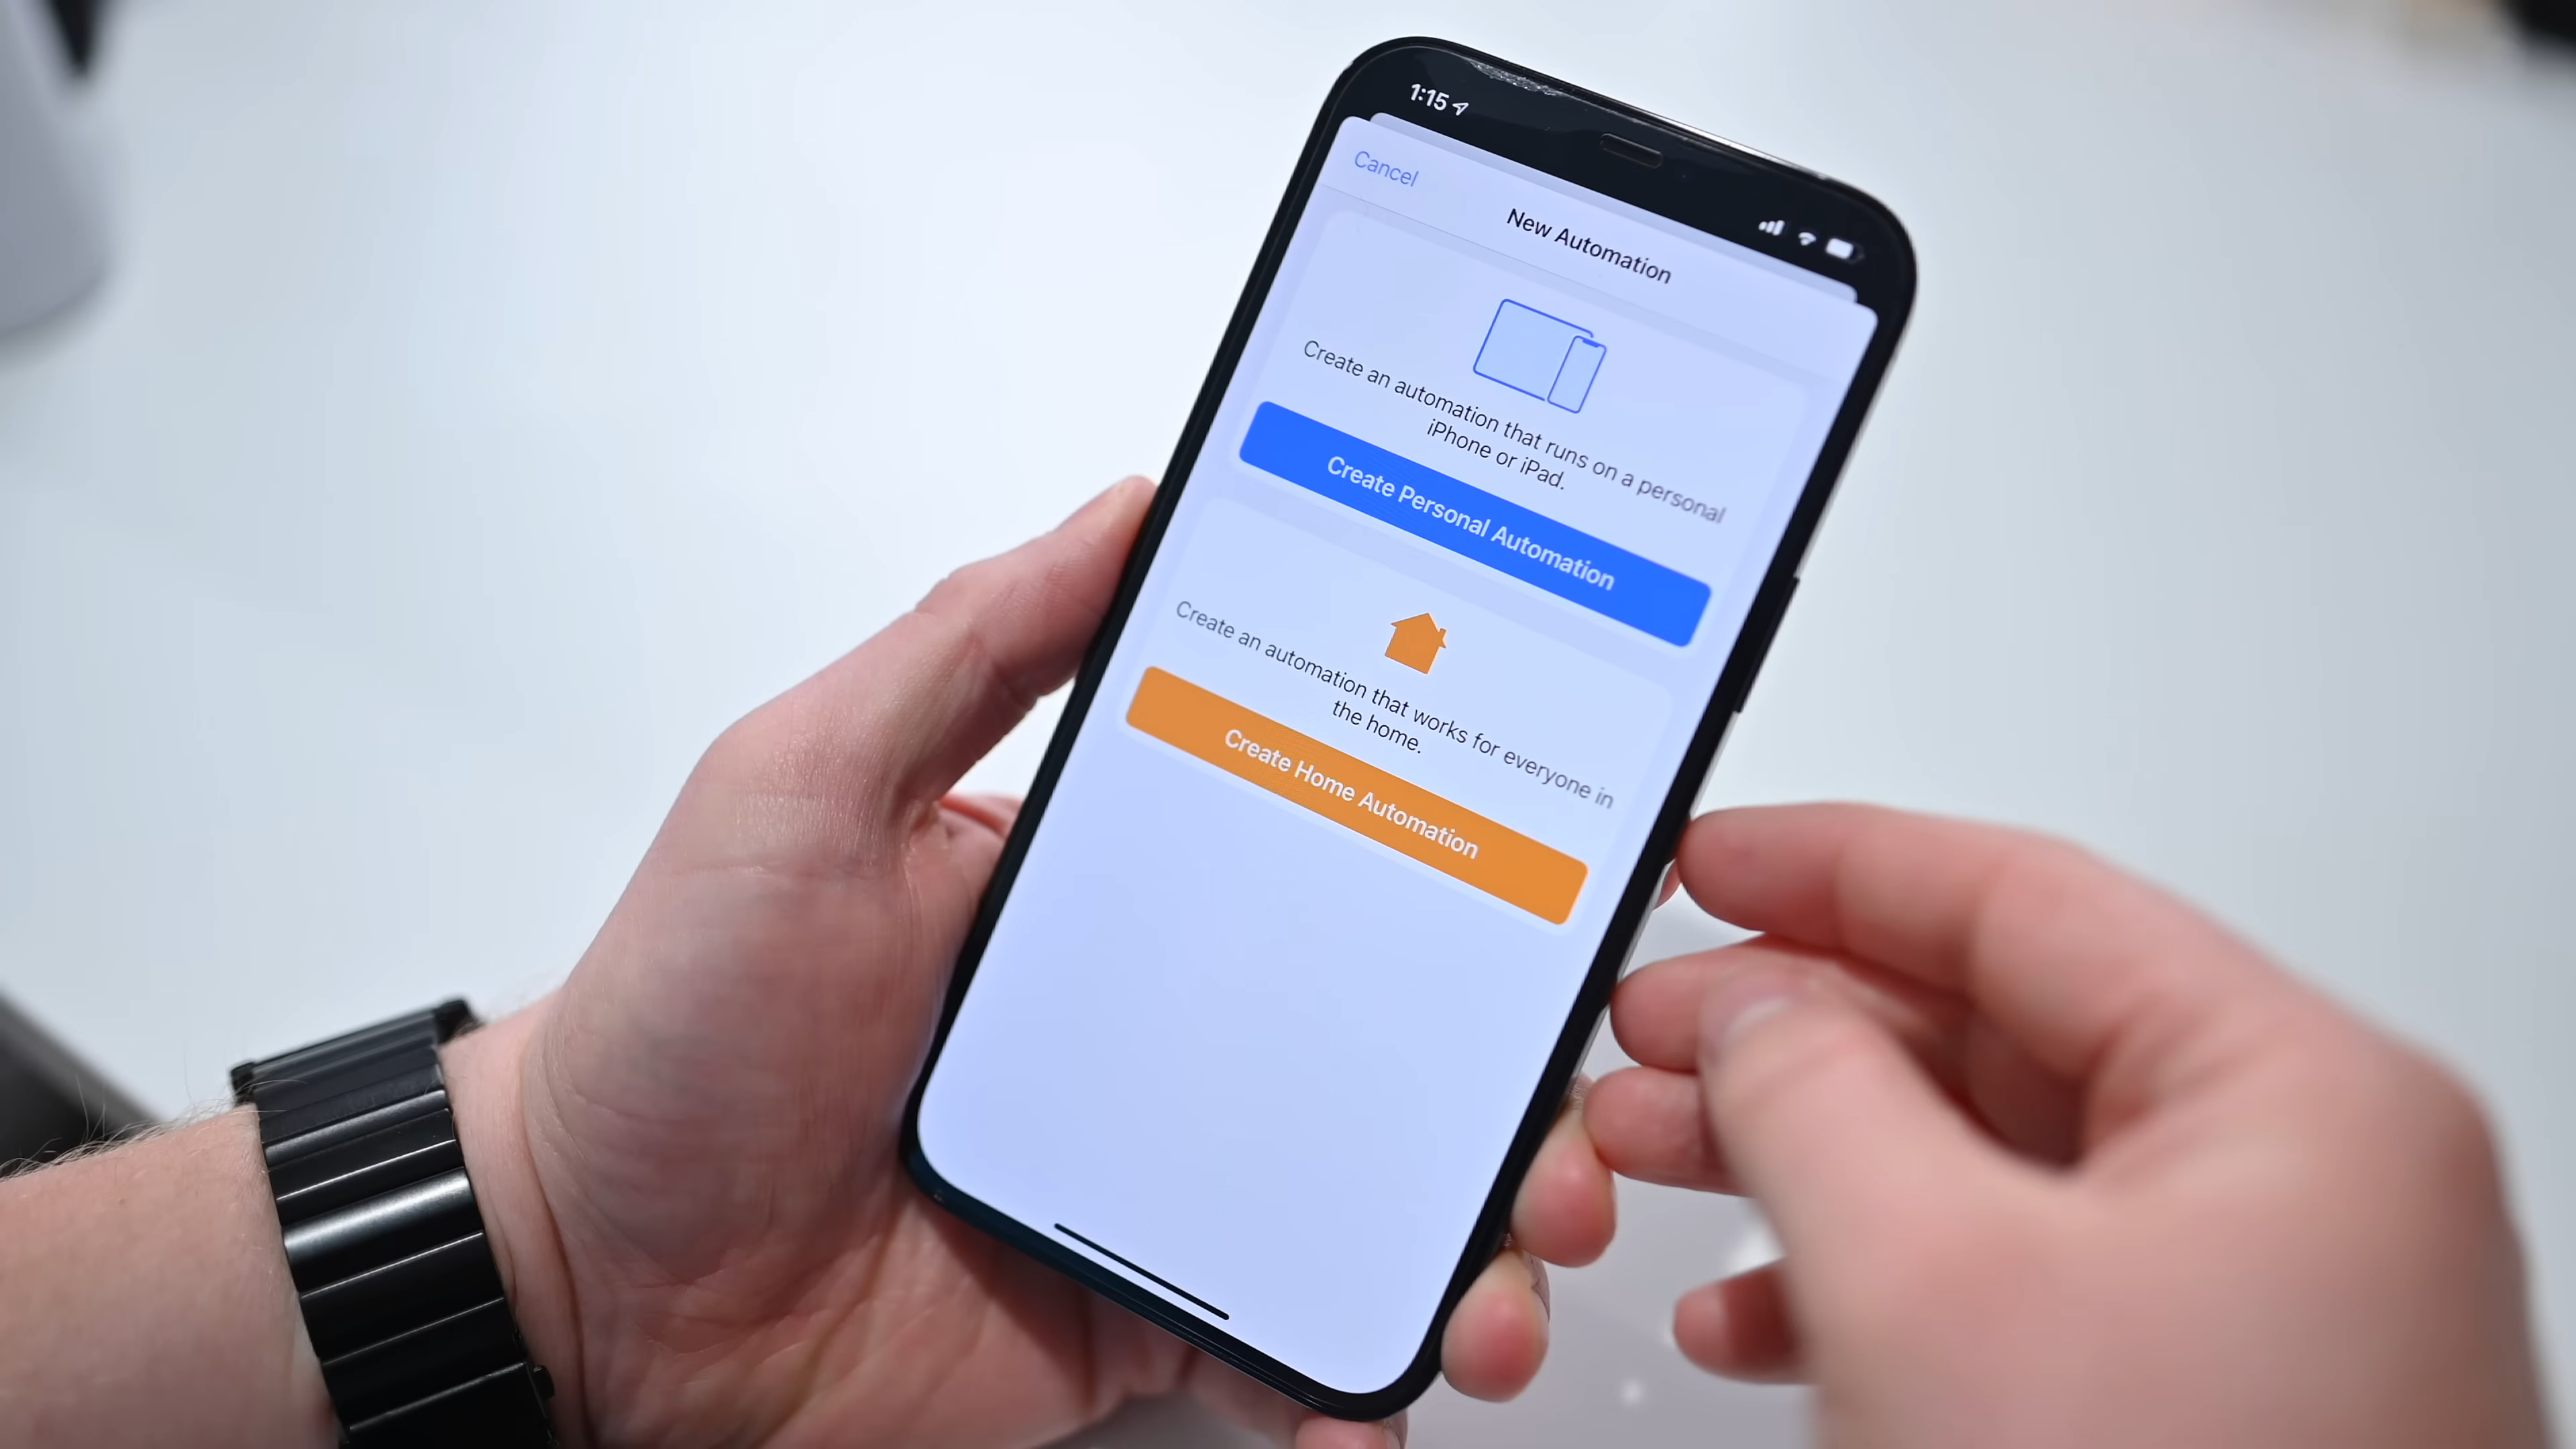 1:15
Cancel
New Automation
Create an automation that runs on a personal
iPhone or iPad.
Create Personal Automation
Create an automation that works for everyone in
the home.
Create Home Automation